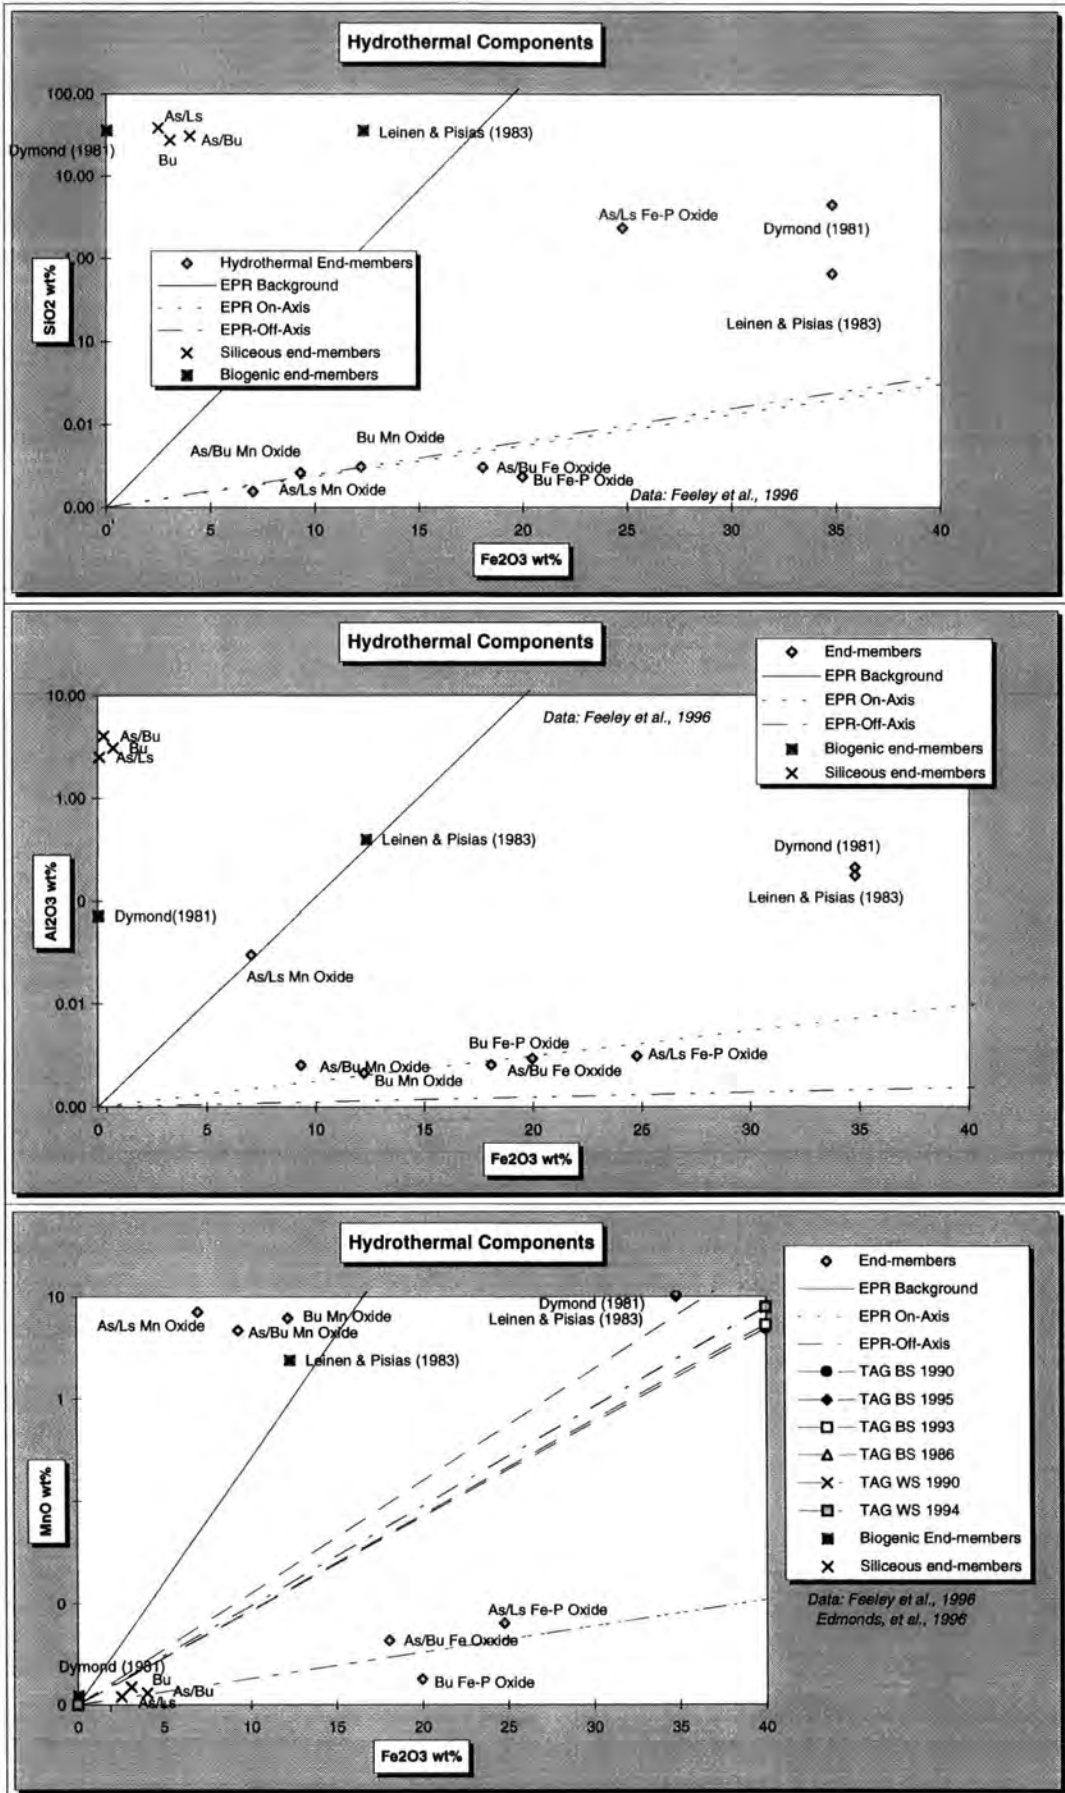 Hydrothermal Components
100.00
10.00
1.00
.10
0.01
0.00
SiO2 wt%
As/Ls
As/Bu
Bu
Dymond (1981)
Leinen & Pisias (1983)
As/Ls Fe-P Oxide
Dymond (1981)
Leinen & Pisias (1983)
Hydrothermal End-members
EPR Background
EPR On-Axis
EPR-Off-Axis
Siliceous end-members
Biogenic end-members
As/Bu Mn Oxide
Bu Mn Oxide
As/Ls Mn Oxide
As/Bu Fe Oxxide
Bu Fe-P Oxide
Data: Feeley et al., 1996
0 5 10 15 20 25 30 35 40
Fe2O3 wt%
Hydrothermal Components
End-members
EPR Background
EPR On-Axis
EPR-Off-Axis
Biogenic end-members
Siliceous end-members
10.00
1.00
0
0.01
0.00
Al2O3 wt%
Data: Feeley et al., 1996
As/Bu
Bu
As/Ls
Leinen & Pisias (1983)
Dymond (1981)
Leinen & Pisias (1983)
Dymond(1981)
As/Ls Mn Oxide
Bu Fe-P Oxide
As/Ls Fe-P Oxide
As/Bu Mn Oxide
As/Bu Fe Oxxide
Bu Mn Oxide
0 5 10 15 20 25 30 35 40
Fe2O3 wt%
Hydrothermal Components
End-members
EPR Background
EPR On-Axis
EPR-Off-Axis
TAG BS 1990
TAG BS 1995
TAG BS 1993
TAG BS 1986
TAG WS 1990
TAG WS 1994
Biogenic End-members
Siliceous end-members
Data: Feeley et al., 1996
Edmonds, et al., 1996
10
1
0
0
MnO wt%
Dymond (1981)
Leinen & Pisias (1983)
As/Ls Mn Oxide
Bu Mn Oxide
As/Bu Mn Oxide
Leinen & Pisias (1983)
As/Ls Fe-P Oxide
As/Bu Fe Oxxide
Bu Fe-P Oxide
Dymond (1981)
Bu
As/Bu
As/Ls
0 5 10 15 20 25 30 35 40
Fe2O3 wt%